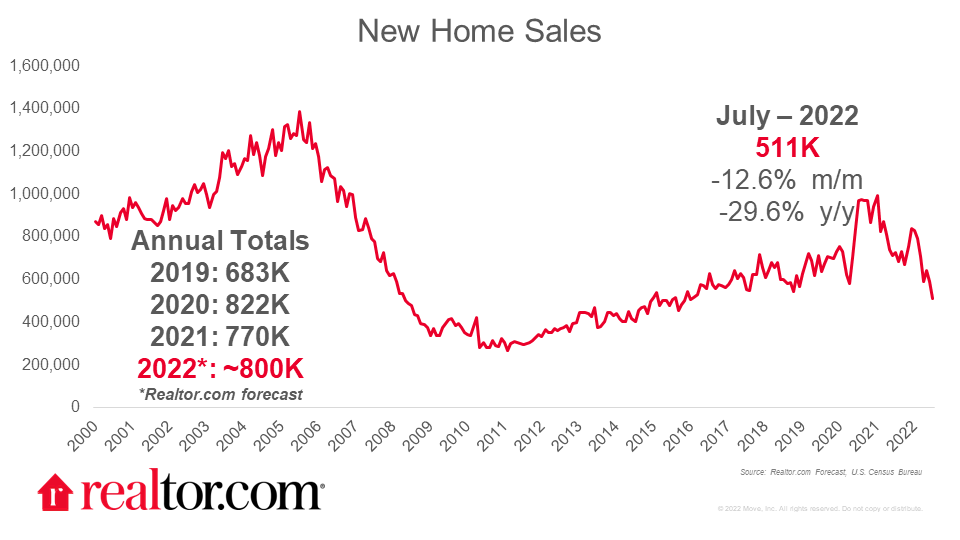 New Home Sales
1,600,000
1,400,000
1,200,000
1,000,000
800,000
600,000
400,000
200,000
0
July – 2022
511K
-12.6% m/m
-29.6% y/y
Annual Totals
2019: 683K
2020: 822K
2021: 770K
2022*: ~800K
*Realtor.com forecast
2000
2001
2002
2003
2004
2005
2006
2007
2008
2009
2010
2011
2012
2013
2014
2015
2016
2017
2018
2019
2020
2021
2022
Source: Realtor.com Forecast, U.S. Census Bureau
r realtor.com®
© 2022 Move, Inc. All rights reserved. Do not copy or distribute.